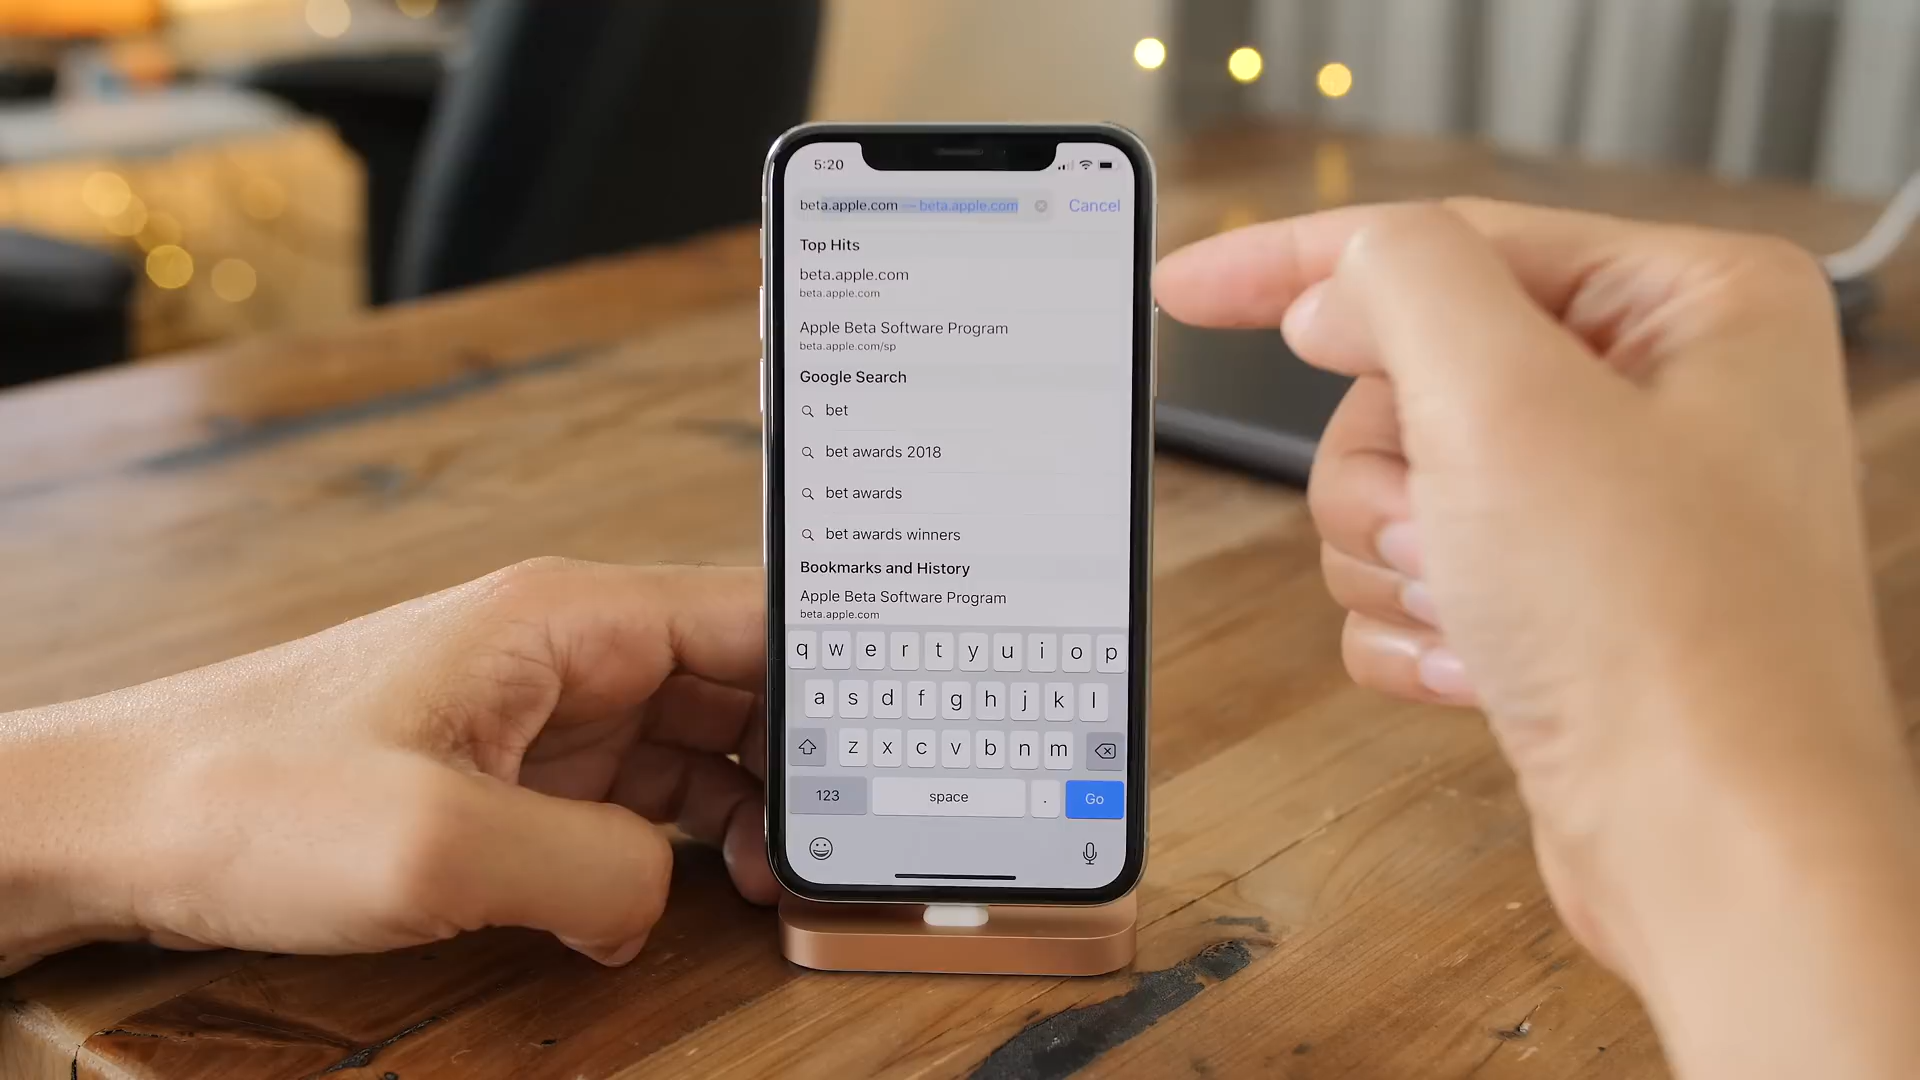 5:20
beta.apple.com — beta.apple.com Cancel
Top Hits
beta.apple.com
beta.apple.com
Apple Beta Software Program
beta.apple.com/sp
Google Search
bet
bet awards 2018
bet awards
bet awards winners
Bookmarks and History
Apple Beta Software Program
beta.apple.com
q w e r t y u i o p
a s d f g h j k l
z x c v b n m
123 space . Go